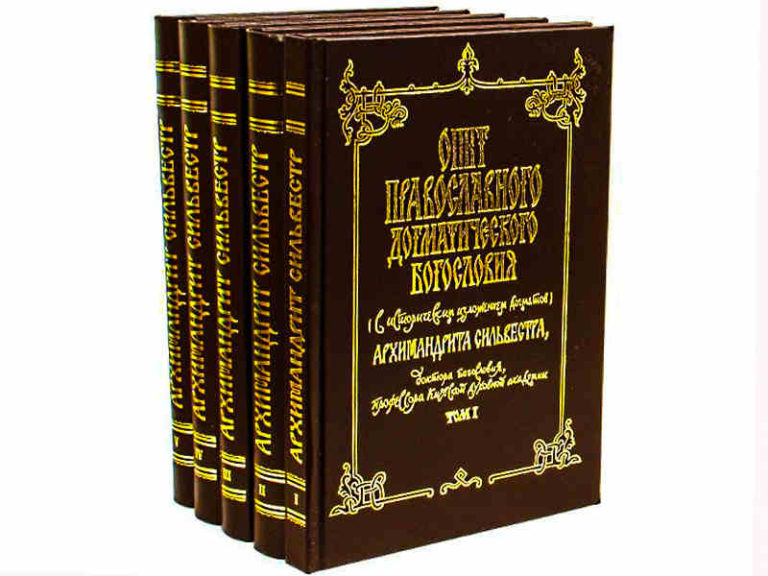 АРХИМАНДРИТ СИЛЬВЕСТР
V
АРХИМАНДРИТ СИЛЬВЕСТР
IV
АРХИМАНДРИТ СИЛЬВЕСТР
III
АРХИМАНДРИТ СИЛЬВЕСТР
II
АРХИМАНДРИТ СИЛЬВЕСТР
I
ОПЫТ
ПРАВОСЛАВНОГО
ДОГМАТИЧЕСКОГО
БОГОСЛОВИЯ
(в историческим изложением догматов)
АРХИМАНДРИТА СИЛЬВЕСТРА,
доктора богословия,
профессора Киевской духовной академии
ТОМ I